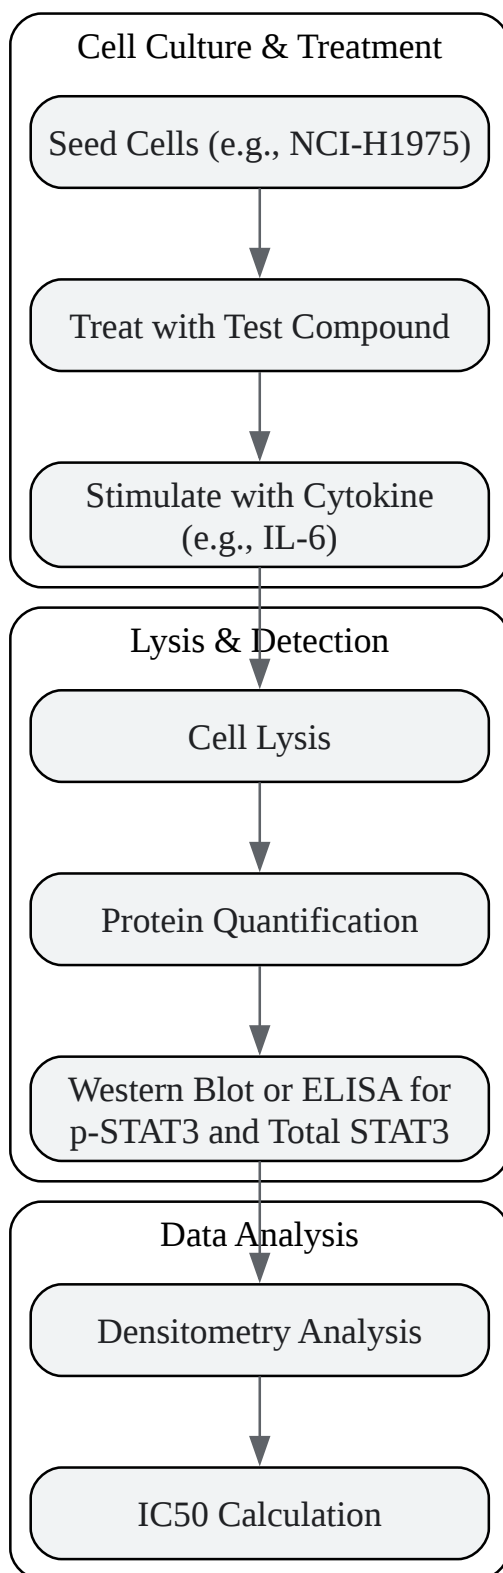 Cell Culture & Treatment
Seed Cells (e.g., NCI-H1975)
Treat with Test Compound
Stimulate with Cytokine
(e.g., IL-6)
Lysis & Detection
Cell Lysis
Protein Quantification
Western Blot or ELISA for
p-STAT3 and Total STAT3
Data Analysis
Densitometry Analysis
IC50 Calculation